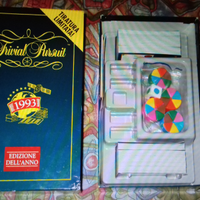 TIRATURA
LIMITATA!
Trivial Pursuit
1993
EDIZIONE
DELL'ANNO